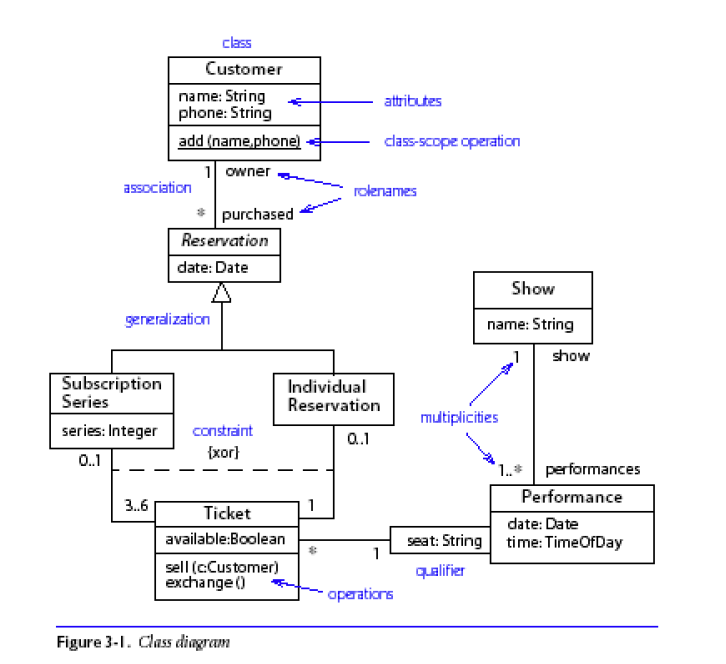 class
Customer
name: String
phone: String
attributes
add (name,phone)
class-scope operation
1 owner
association
rolenames
* purchased
Reservation
date: Date
generalization
Show
name: String
1 show
Subscription
Series
series: Integer
Individual
Reservation
constraint
{xor}
0..1
0..1
multiplicities
1..* performances
Performance
date: Date
time: TimeOfDay
3..6
1
Ticket
available:Boolean
sell (c:Customer)
exchange ()
*
1
seat: String
qualifier
operations
Figure 3-1. Class diagram